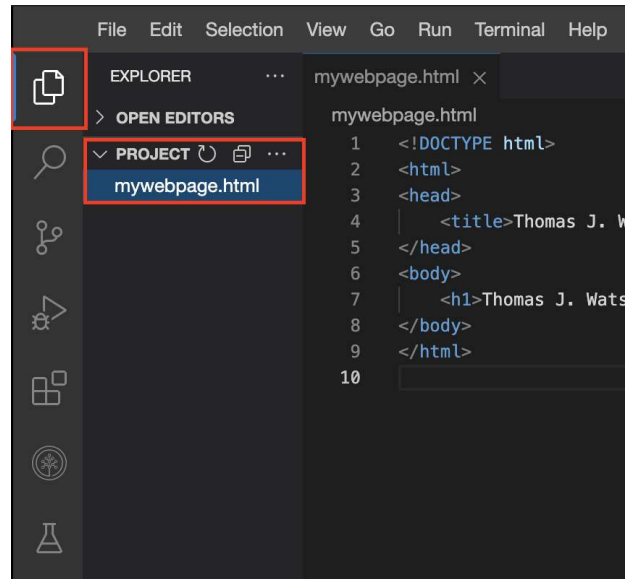 File Edit Selection View Go Run Terminal Help
EXPLORER ...
> OPEN EDITORS
PROJECT ...
mywebpage.html
mywebpage.html ×
mywebpage.html
1 <!DOCTYPE html>
2 <html>
3 <head>
4 <title>Thomas J. W
5 </head>
6 <body>
7 <h1>Thomas J. Wats
8 </body>
9 </html>
10